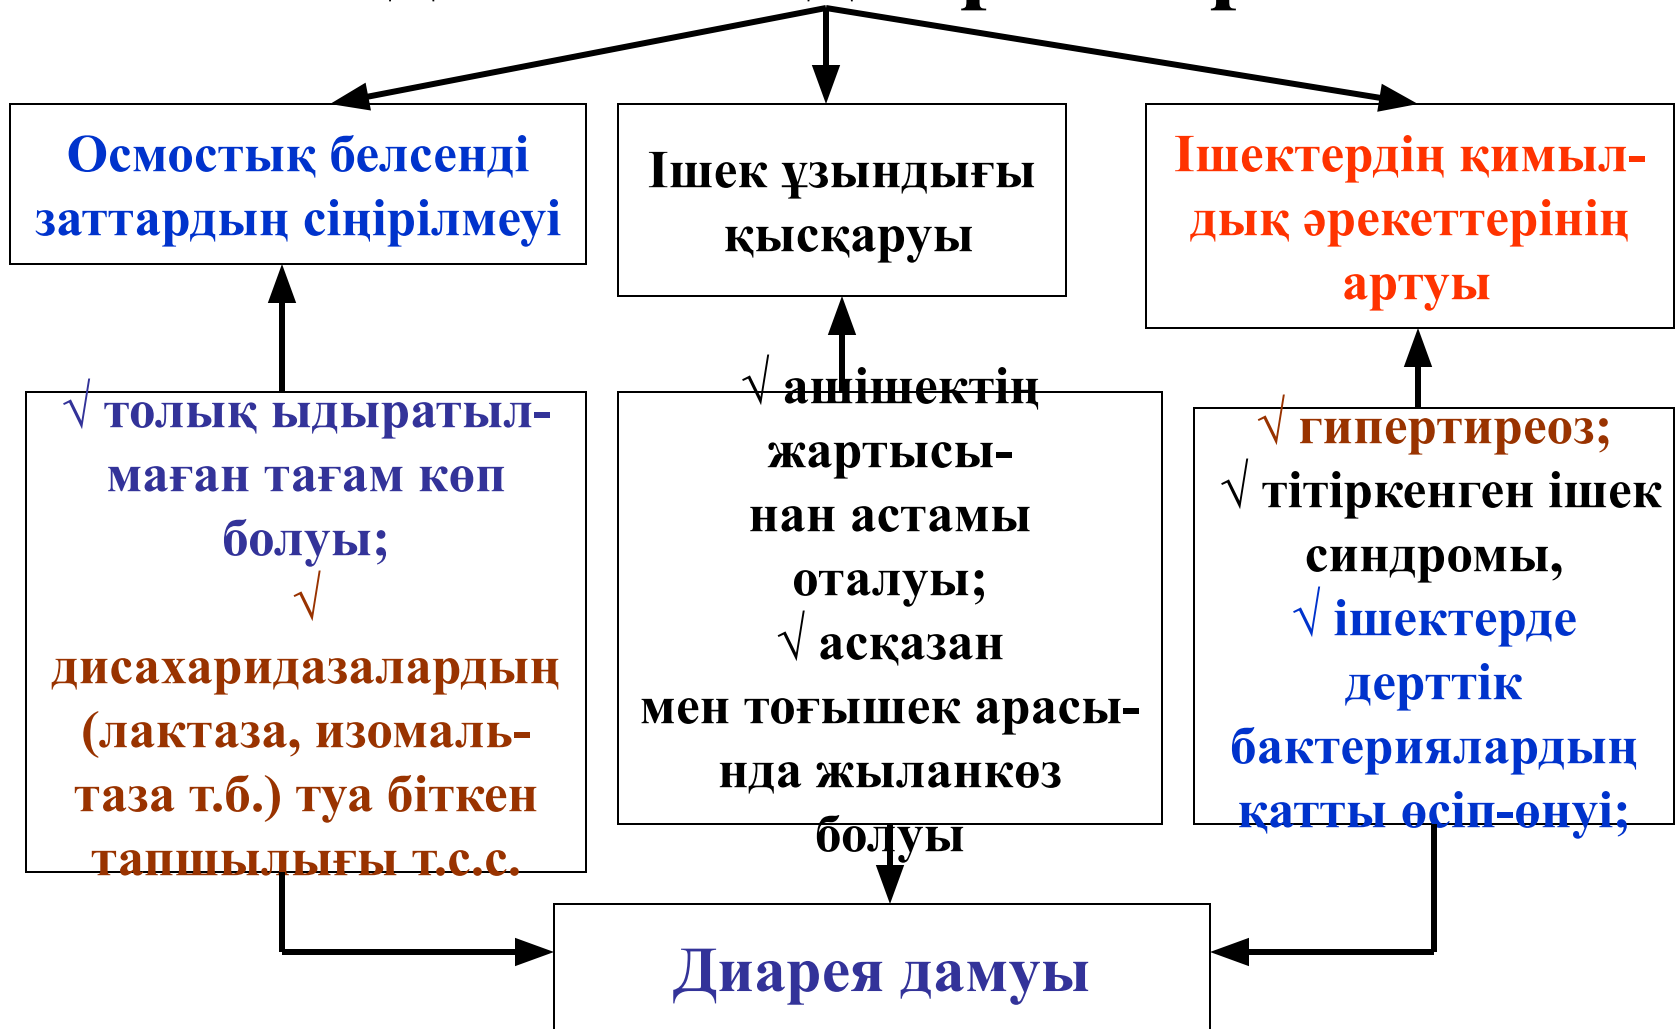 Осмостық белсенді
заттардың сіңірілмеуі
Ішек ұзындығы
қысқаруы
Ішектердің қимыл-
дық әрекеттерінің
артуы
√ толық ыдыратыл-
маған тағам көп
болуы;
√
дисахаридазалардың
(лактаза, изомаль-
таза т.б.) туа біткен
тапшылығы т.с.с.
√ ашішектің
жартысы-
нан астамы
оталуы;
√ асқазан
мен тоғышек арасы-
нда жыланкөз
болуы
√ гипертиреоз;
√ тітіркенген ішек
синдромы,
√ ішектерде
дерттік
бактериялардың
қатты өсіп-өнуі;
Диарея дамуы